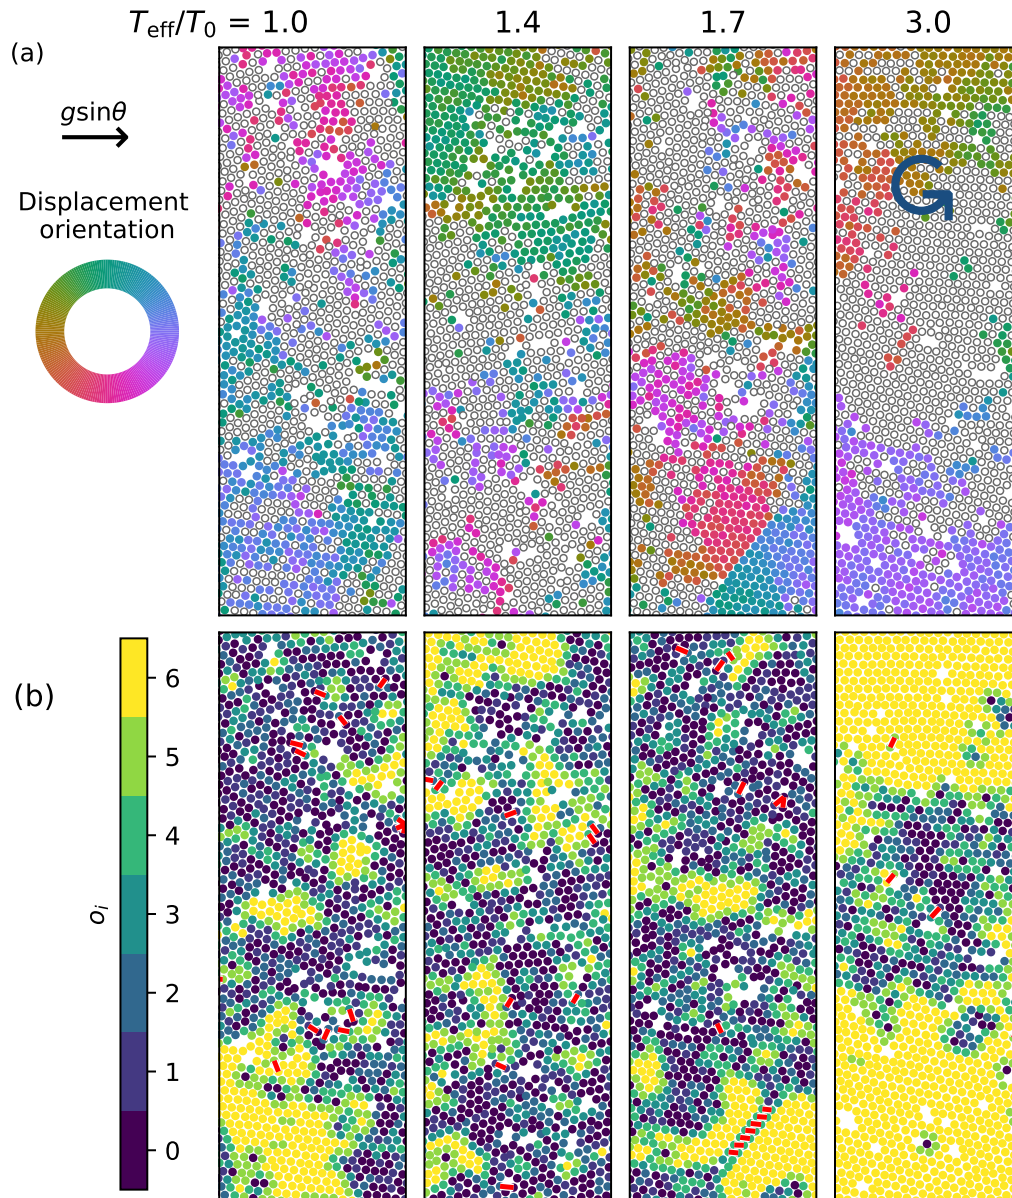 T_eff/T_0 = 1.0 1.4 1.7 3.0
(a)
gsinθ
Displacement
orientation
(b)
6
5
4
3
2
1
0
o_i